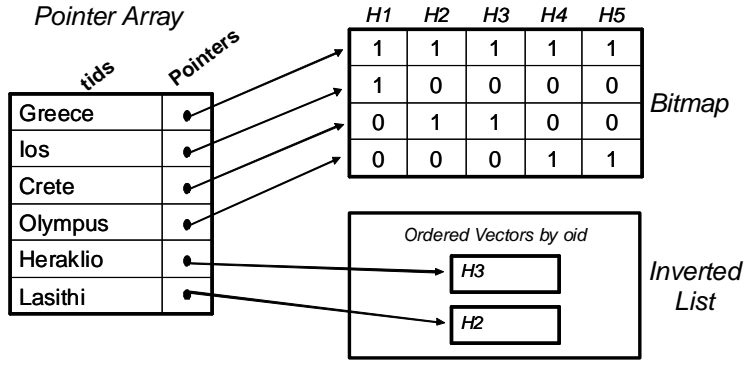 Pointer Array
tids Pointers
Greece
Ios
Crete
Olympus
Heraklio
Lasithi
H1 H2 H3 H4 H5
1 1 1 1 1
1 0 0 0 0
0 1 1 0 0
0 0 0 1 1
Bitmap
Ordered Vectors by oid
H3
H2
Inverted
List